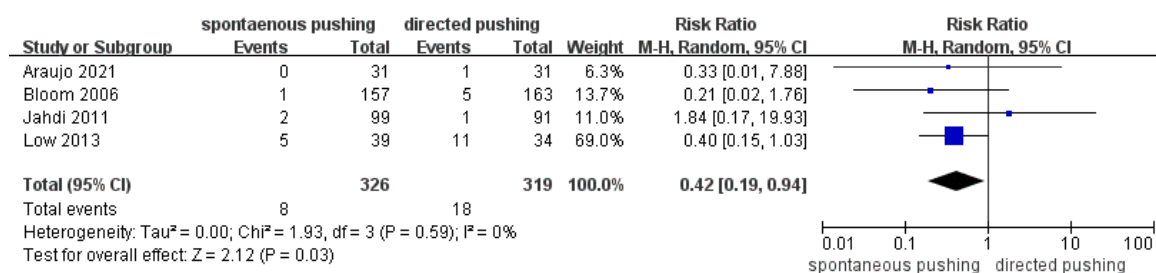 spontaenous pushing directed pushing Risk Ratio Risk Ratio
Study or Subgroup Events Total Events Total Weight M-H, Random, 95% CI M-H, Random, 95% CI
Araujo 2021 0 31 1 31 6.3% 0.33 [0.01, 7.88]
Bloom 2006 1 157 5 163 13.7% 0.21 [0.02, 1.76]
Jahdi 2011 2 99 1 91 11.0% 1.84 [0.17, 19.93]
Low 2013 5 39 11 34 69.0% 0.40 [0.15, 1.03]
Total (95% CI) 326 319 100.0% 0.42 [0.19, 0.94]
Total events 8 18
Heterogeneity: Tau² = 0.00; Chi² = 1.93, df = 3 (P = 0.59); I² = 0%
Test for overall effect: Z = 2.12 (P = 0.03)
0.01 0.1 1 10 100
spontaneous pushing directed pushing